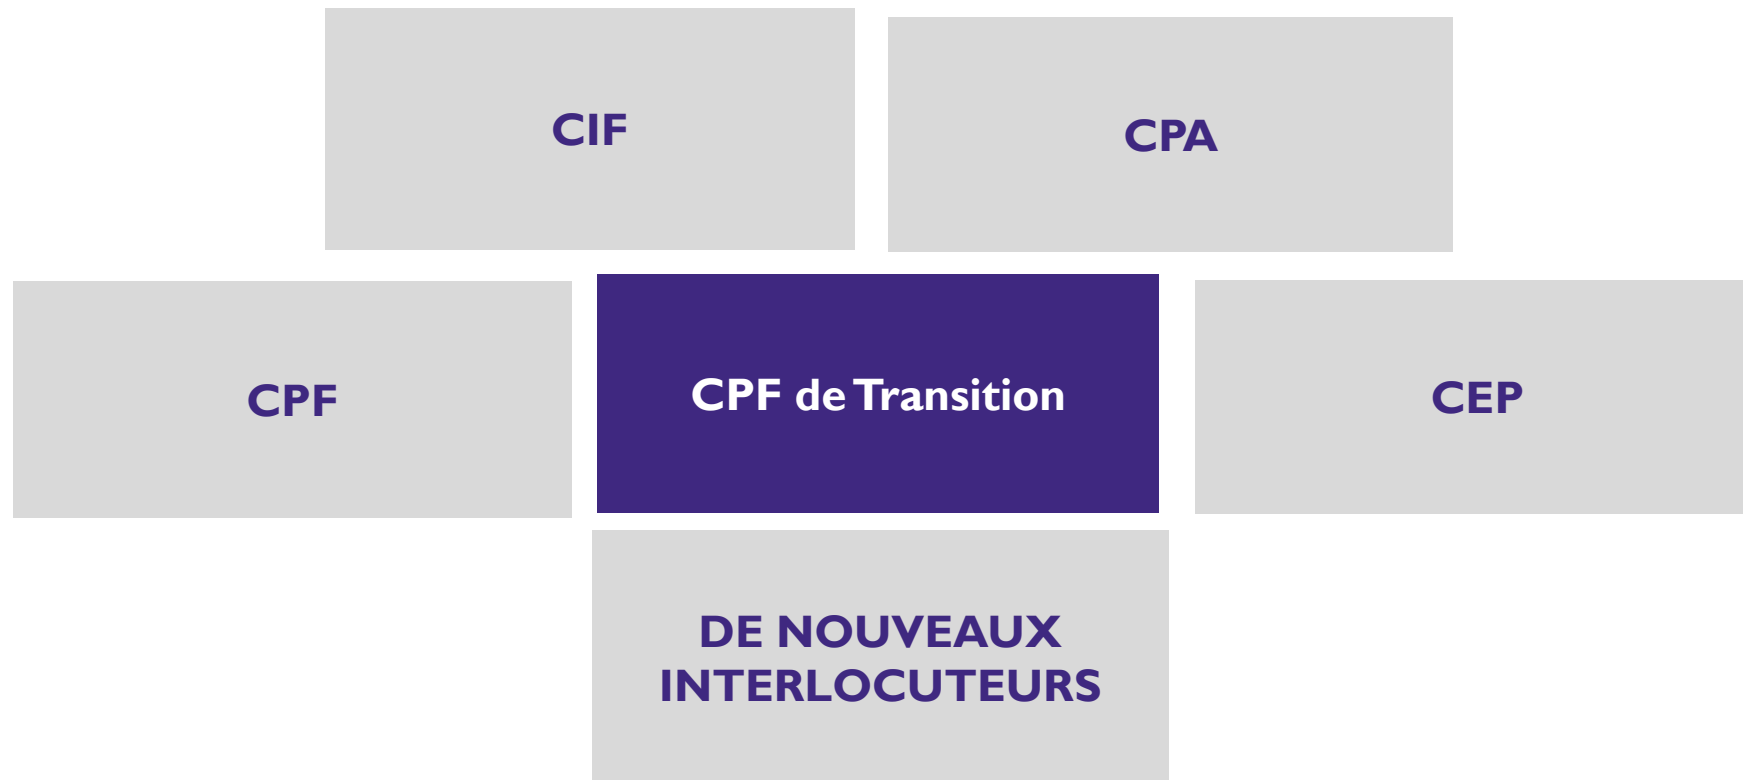 CIF
CPA
CPF
CPF de Transition
CEP
DE NOUVEAUX
INTERLOCUTEURS